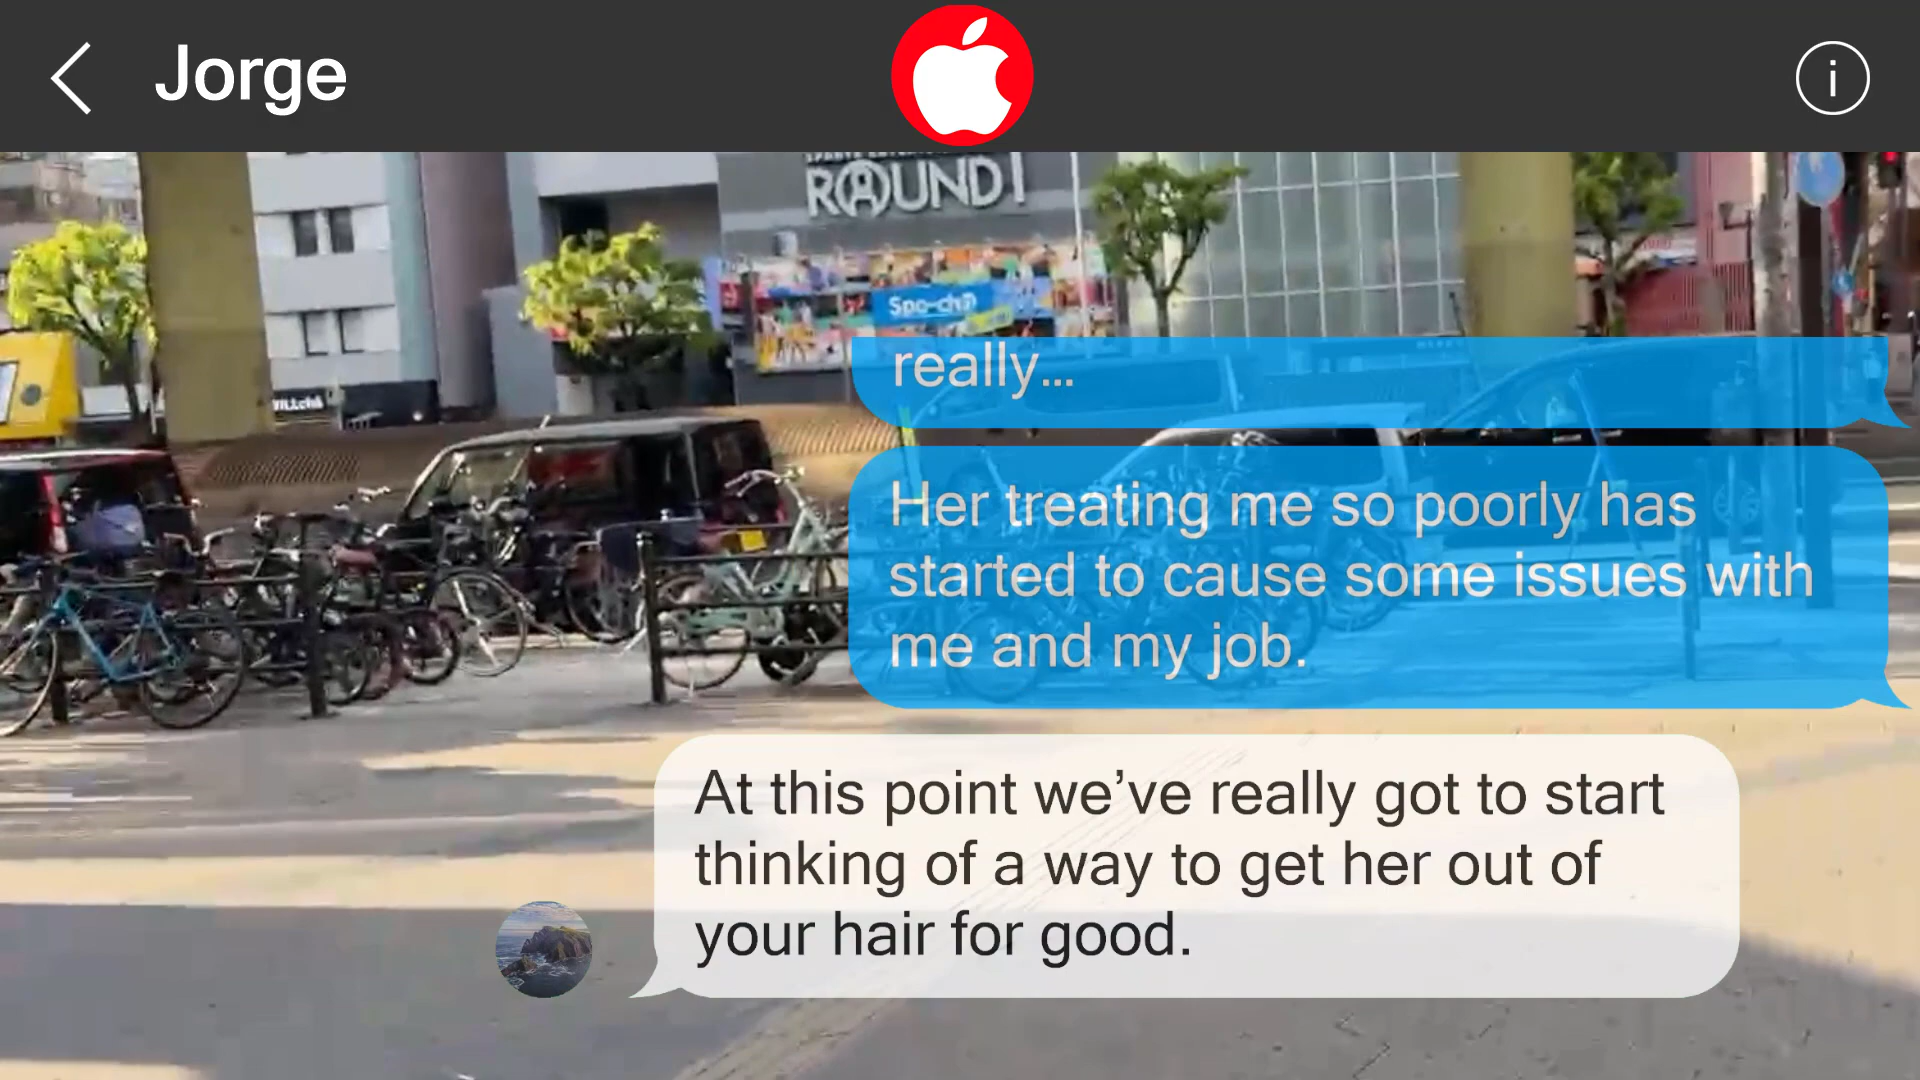 Jorge
i
ROUND1
Spo-cha
really...
Her treating me so poorly has
started to cause some issues with
me and my job.
At this point we’ve really got to start
thinking of a way to get her out of
your hair for good.